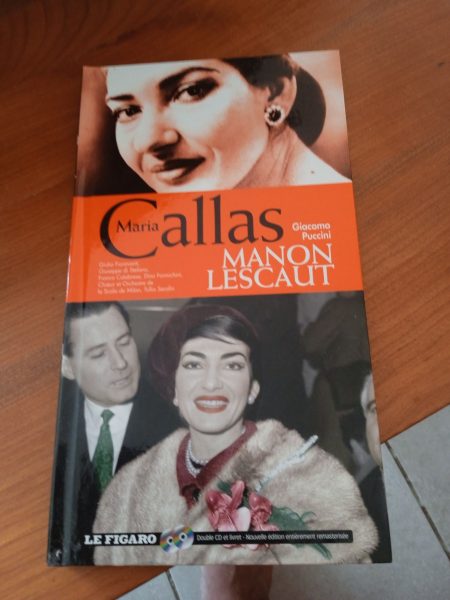 Maria
Callas
Giacomo
Puccini
MANON
LESCAUT
Giulio Fioravanti,
Giuseppe di Stefano,
Franco Calabrese, Dino Formichini,
Chœur et Orchestre de
la Scala de Milan, Tullio Serafin
LE FIGARO
Double CD et livret - Nouvelle édition entièrement remasterisée